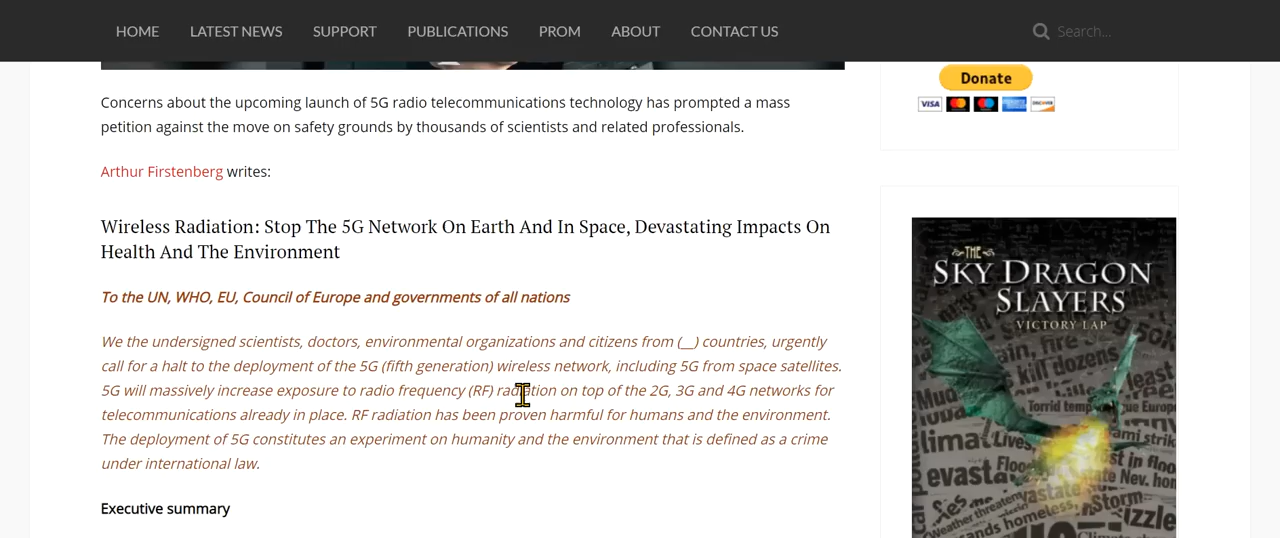 HOME LATEST NEWS SUPPORT PUBLICATIONS PROM ABOUT CONTACT US Search...
Concerns about the upcoming launch of 5G radio telecommunications technology has prompted a mass
petition against the move on safety grounds by thousands of scientists and related professionals.
Arthur Firstenberg writes:
Wireless Radiation: Stop The 5G Network On Earth And In Space, Devastating Impacts On
Health And The Environment
To the UN, WHO, EU, Council of Europe and governments of all nations
We the undersigned scientists, doctors, environmental organizations and citizens from (__) countries, urgently
call for a halt to the deployment of the 5G (fifth generation) wireless network, including 5G from space satellites.
5G will massively increase exposure to radio frequency (RF) radiation on top of the 2G, 3G and 4G networks for
telecommunications already in place. RF radiation has been proven harmful for humans and the environment.
The deployment of 5G constitutes an experiment on humanity and the environment that is defined as a crime
under international law.
Executive summary
Donate
VISA
DISCOVER
THE
SKY DRAGON
SLAYERS
VICTORY LAP
kill dozens.
Torrid temp